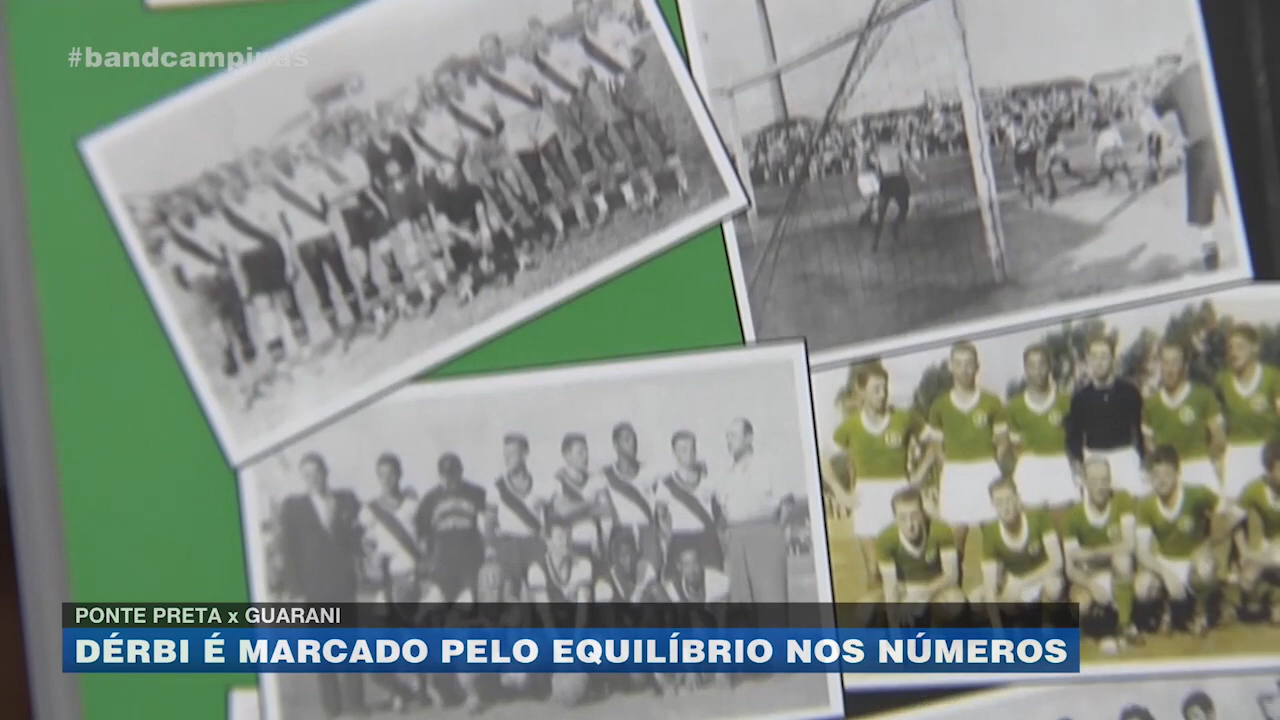 #bandcampinas
PONTE PRETA x GUARANI
DÉRBI É MARCADO PELO EQUILÍBRIO NOS NÚMEROS